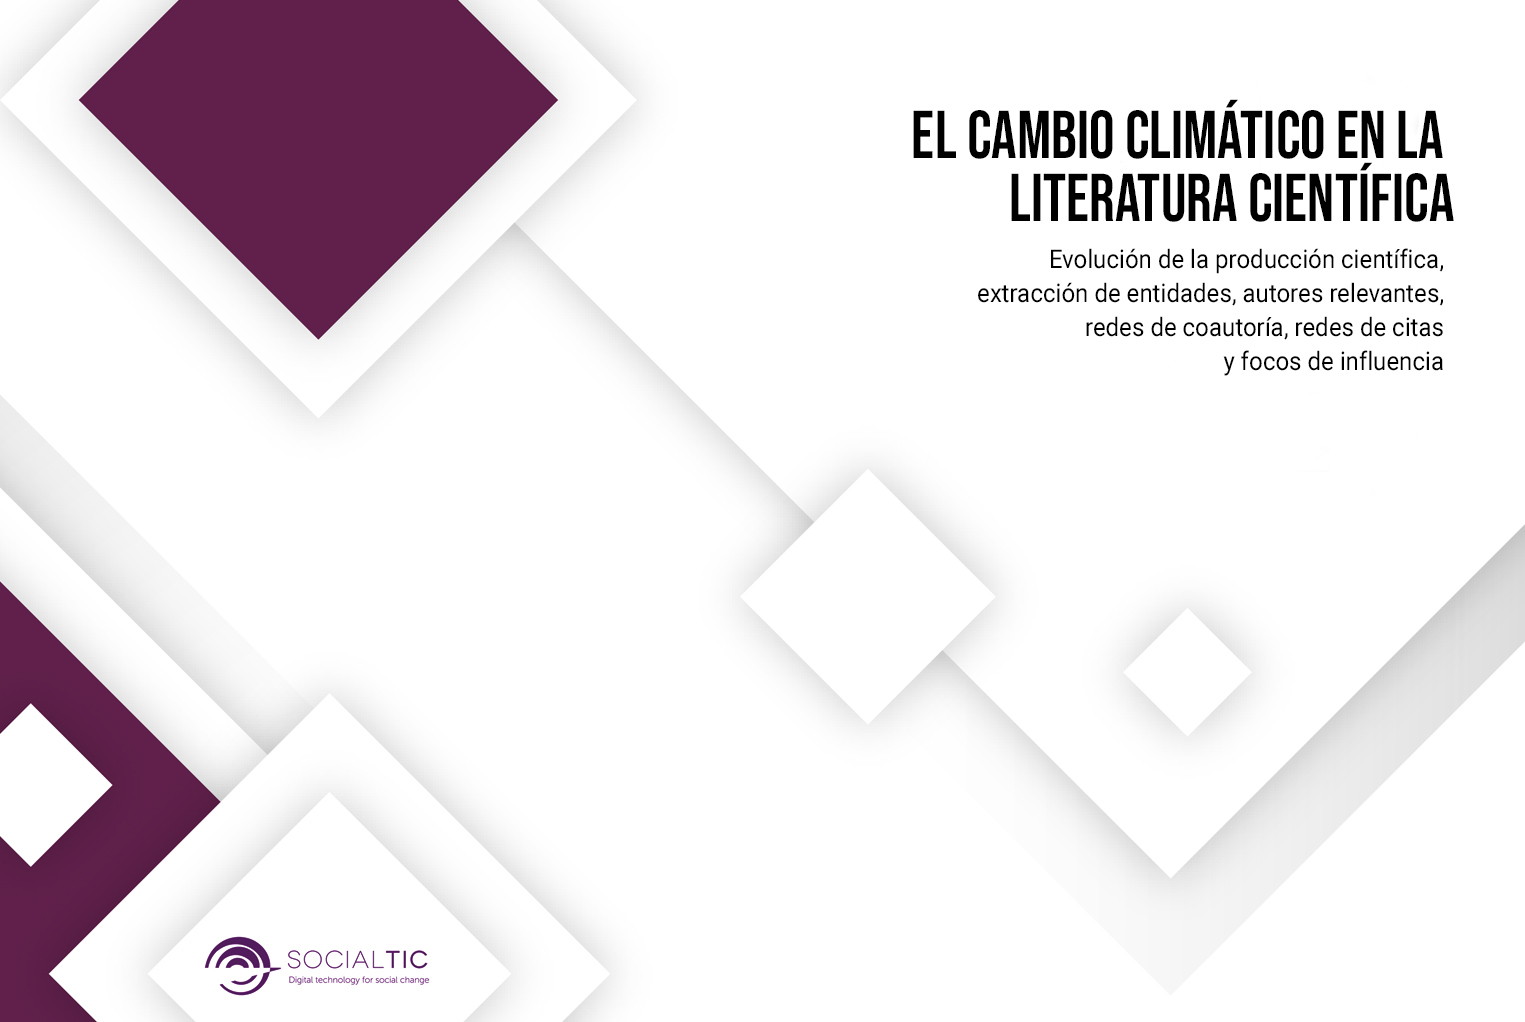 EL CAMBIO CLIMÁTICO EN LA
LITERATURA CIENTÍFICA
Evolución de la producción científica,
extracción de entidades, autores relevantes,
redes de coautoría, redes de citas
y focos de influencia
SOCIALTIC
Digital technology for social change